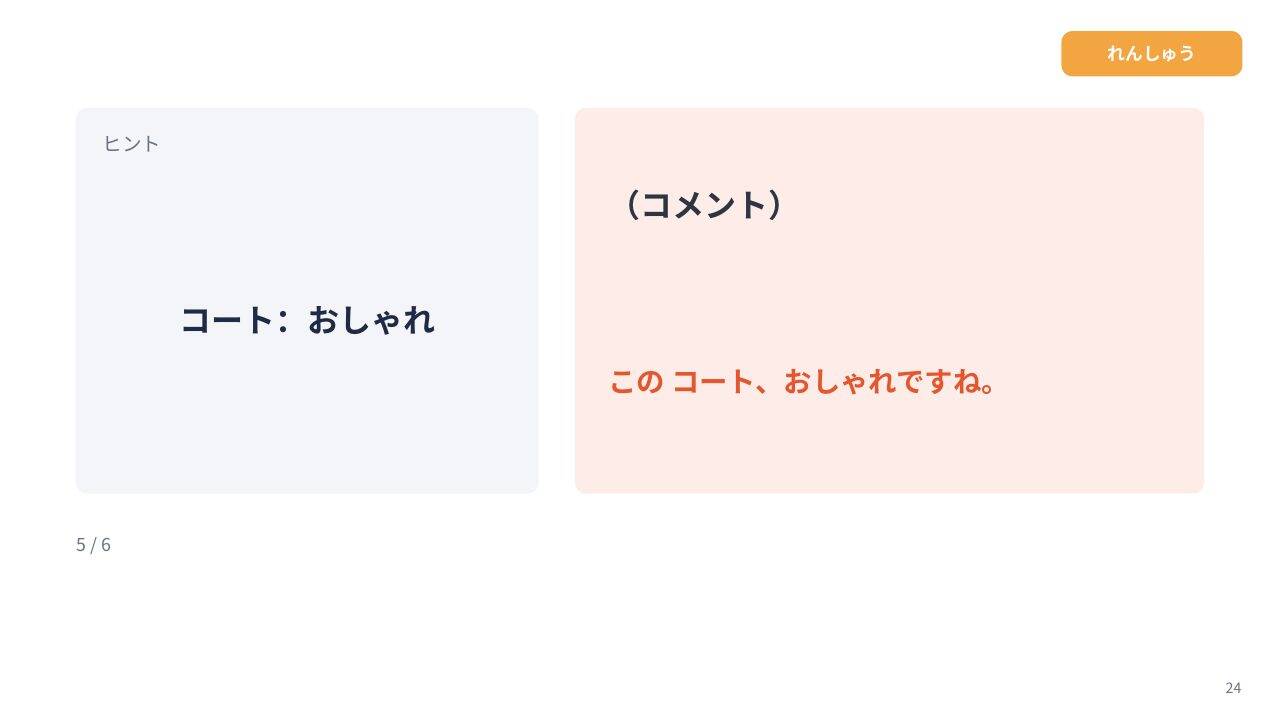 れんしゅう
ヒント
コート：おしゃれ
（コメント）
この コート、おしゃれですね。
5 / 6
24